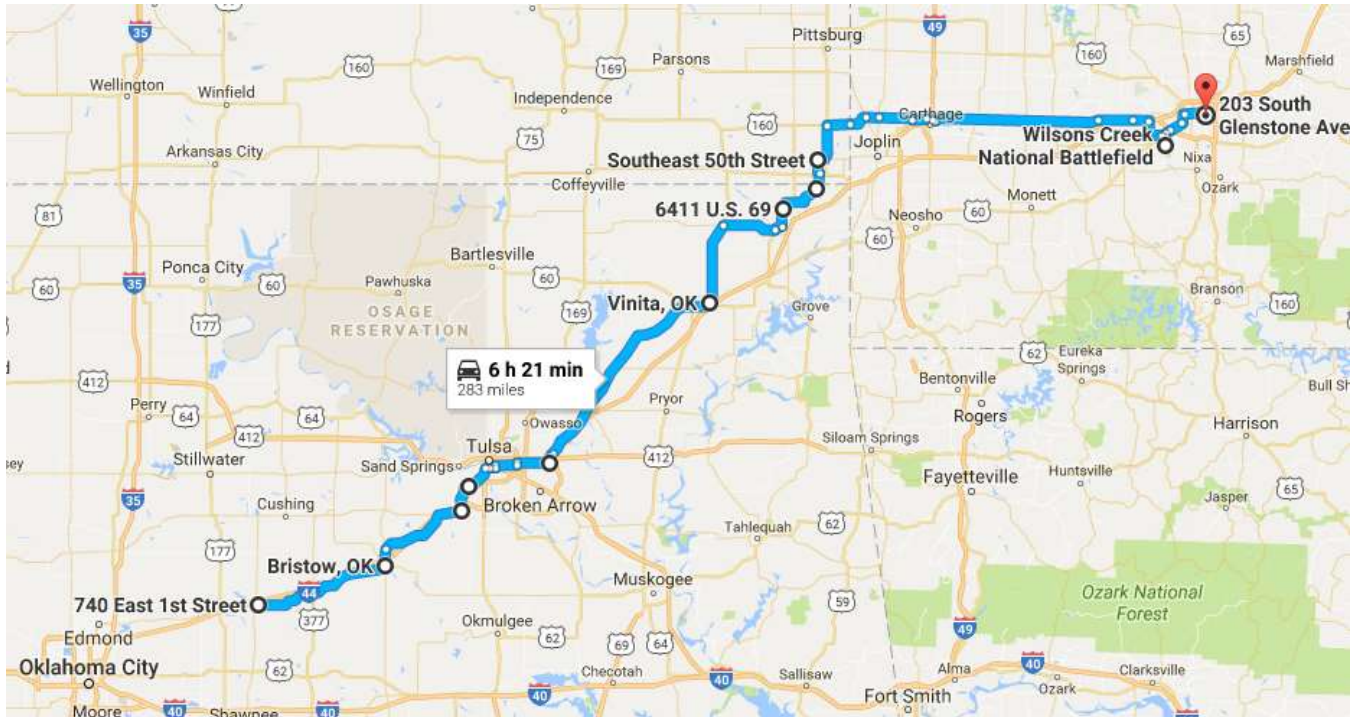 35
49
65
Pittsburg
Marshfield
160
169
Parsons
160
Wellington
Winfield
Independence
203 South
Glenstone Ave
160
Carthage
75
Wilsons Creek
National Battlefield
Joplin
Arkansas City
Southeast 50th Street
Nixa
Coffeyville
Monett
Ozark
81
6411 U.S. 69
Neosho
60
Bartlesville
60
Ponca City
60
60
35
Pawhuska
60
Branson
OSAGE
RESERVATION
Vinita, OK
169
Grove
160
177
62
Eureka
Springs
6 h 21 min
283 miles
412
Bentonville
Bull Sh
Perry
64
64
Pryor
Rogers
Owasso
Harrison
412
Tulsa
Siloam Springs
412
Sand Springs
Stillwater
Fayetteville
Huntsville
65
35
Broken Arrow
Jasper
Cushing
Tahlequah
62
177
Bristow, OK
Muskogee
44
740 East 1st Street
Ozark National
Forest
377
59
Edmond
Okmulgee
62
64
49
69
Oklahoma City
62
Checotah
Sallisaw
Alma
40
Clarksville
40
Ozark
40
Fort Smith
Moore
40
Shawnee
40
40